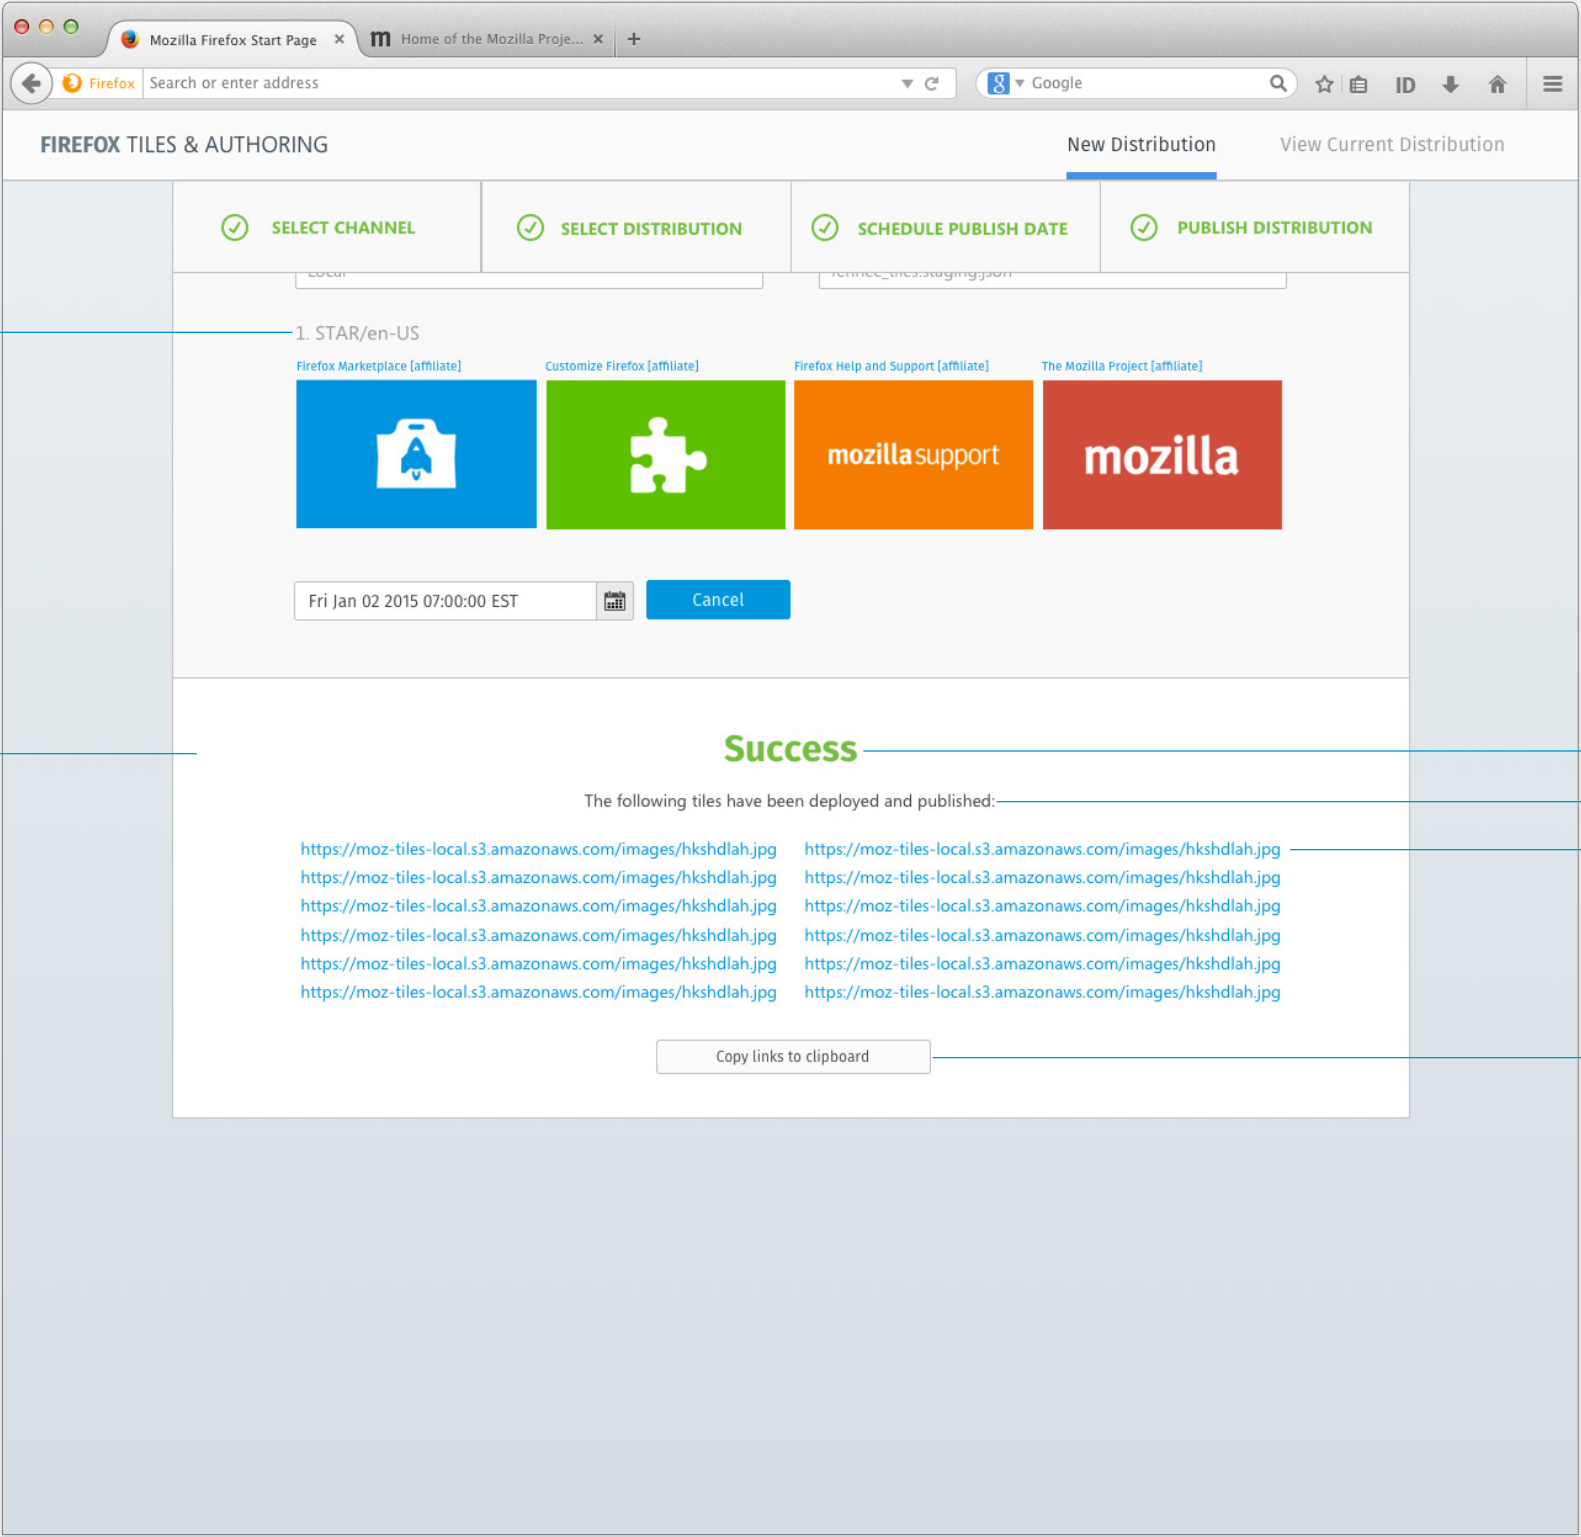 Mozilla Firefox Start Page
Home of the Mozilla Proje...
Firefox Search or enter address
Google
ID
FIREFOX TILES & AUTHORING
New Distribution
View Current Distribution
SELECT CHANNEL
SELECT DISTRIBUTION
SCHEDULE PUBLISH DATE
PUBLISH DISTRIBUTION
Local
fennec_tiles.staging.json
1. STAR/en-US
Firefox Marketplace [affiliate]
Customize Firefox [affiliate]
Firefox Help and Support [affiliate]
The Mozilla Project [affiliate]
mozilla support
mozilla
Fri Jan 02 2015 07:00:00 EST
Cancel
Success
The following tiles have been deployed and published:
https://moz-tiles-local.s3.amazonaws.com/images/hkshdlah.jpg
https://moz-tiles-local.s3.amazonaws.com/images/hkshdlah.jpg
https://moz-tiles-local.s3.amazonaws.com/images/hkshdlah.jpg
https://moz-tiles-local.s3.amazonaws.com/images/hkshdlah.jpg
https://moz-tiles-local.s3.amazonaws.com/images/hkshdlah.jpg
https://moz-tiles-local.s3.amazonaws.com/images/hkshdlah.jpg
https://moz-tiles-local.s3.amazonaws.com/images/hkshdlah.jpg
https://moz-tiles-local.s3.amazonaws.com/images/hkshdlah.jpg
https://moz-tiles-local.s3.amazonaws.com/images/hkshdlah.jpg
https://moz-tiles-local.s3.amazonaws.com/images/hkshdlah.jpg
https://moz-tiles-local.s3.amazonaws.com/images/hkshdlah.jpg
https://moz-tiles-local.s3.amazonaws.com/images/hkshdlah.jpg
Copy links to clipboard